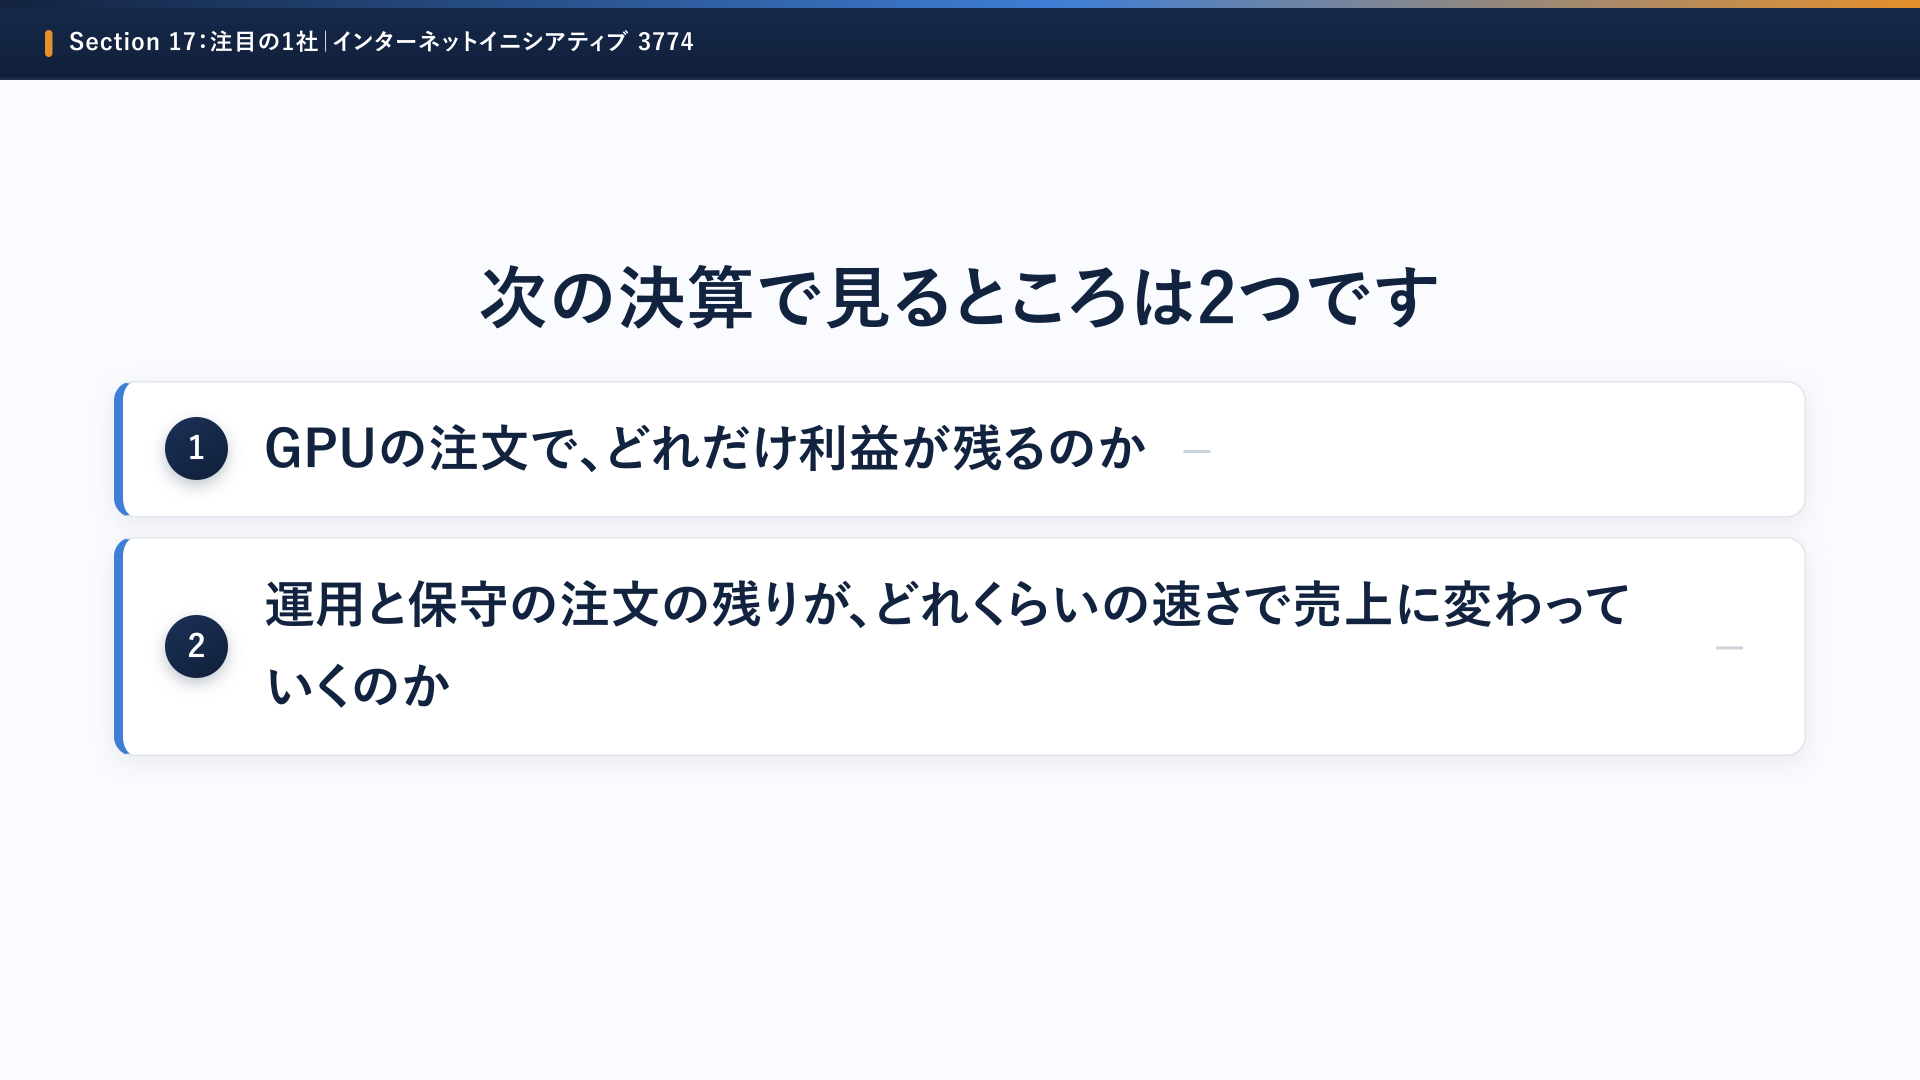 Section 17：注目の1社｜インターネットイニシアティブ 3774
次の決算で見るところは2つです
1 GPUの注文で、どれだけ利益が残るのか —
2 運用と保守の注文の残りが、どれくらいの速さで売上に変わって
いくのか —